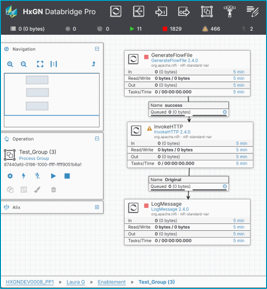 HxGN Databridge Pro
0 (0 bytes) 0 0 11 1829 466 2
Navigation
Operation
Test_Group (3)
Process Group
Alix
GenerateFlowFile
GenerateFlowFile 2.4.0
org.apache.nifi - nifi-standard-nar
In 0 (0 bytes) 5 min
Read/Write 0 bytes / 0 bytes 5 min
Out 0 (0 bytes) 5 min
Tasks/Time 0 / 00:00:00.000 5 min
Name success
Queued 0 (0 bytes)
InvokeHTTP
InvokeHTTP 2.4.0
org.apache.nifi - nifi-standard-nar
In 0 (0 bytes) 5 min
Read/Write 0 bytes / 0 bytes 5 min
Out 0 (0 bytes) 5 min
Tasks/Time 0 / 00:00:00.000 5 min
Name Original
Queued 0 (0 bytes)
LogMessage
LogMessage 2.4.0
org.apache.nifi - nifi-standard-nar
In 0 (0 bytes) 5 min
Read/Write 0 bytes / 0 bytes 5 min
Out 0 (0 bytes) 5 min
Tasks/Time 0 / 00:00:00.000 5 min
HXGNDEV0008_PP1 » Laura O » Enablement » Test_Group (3)